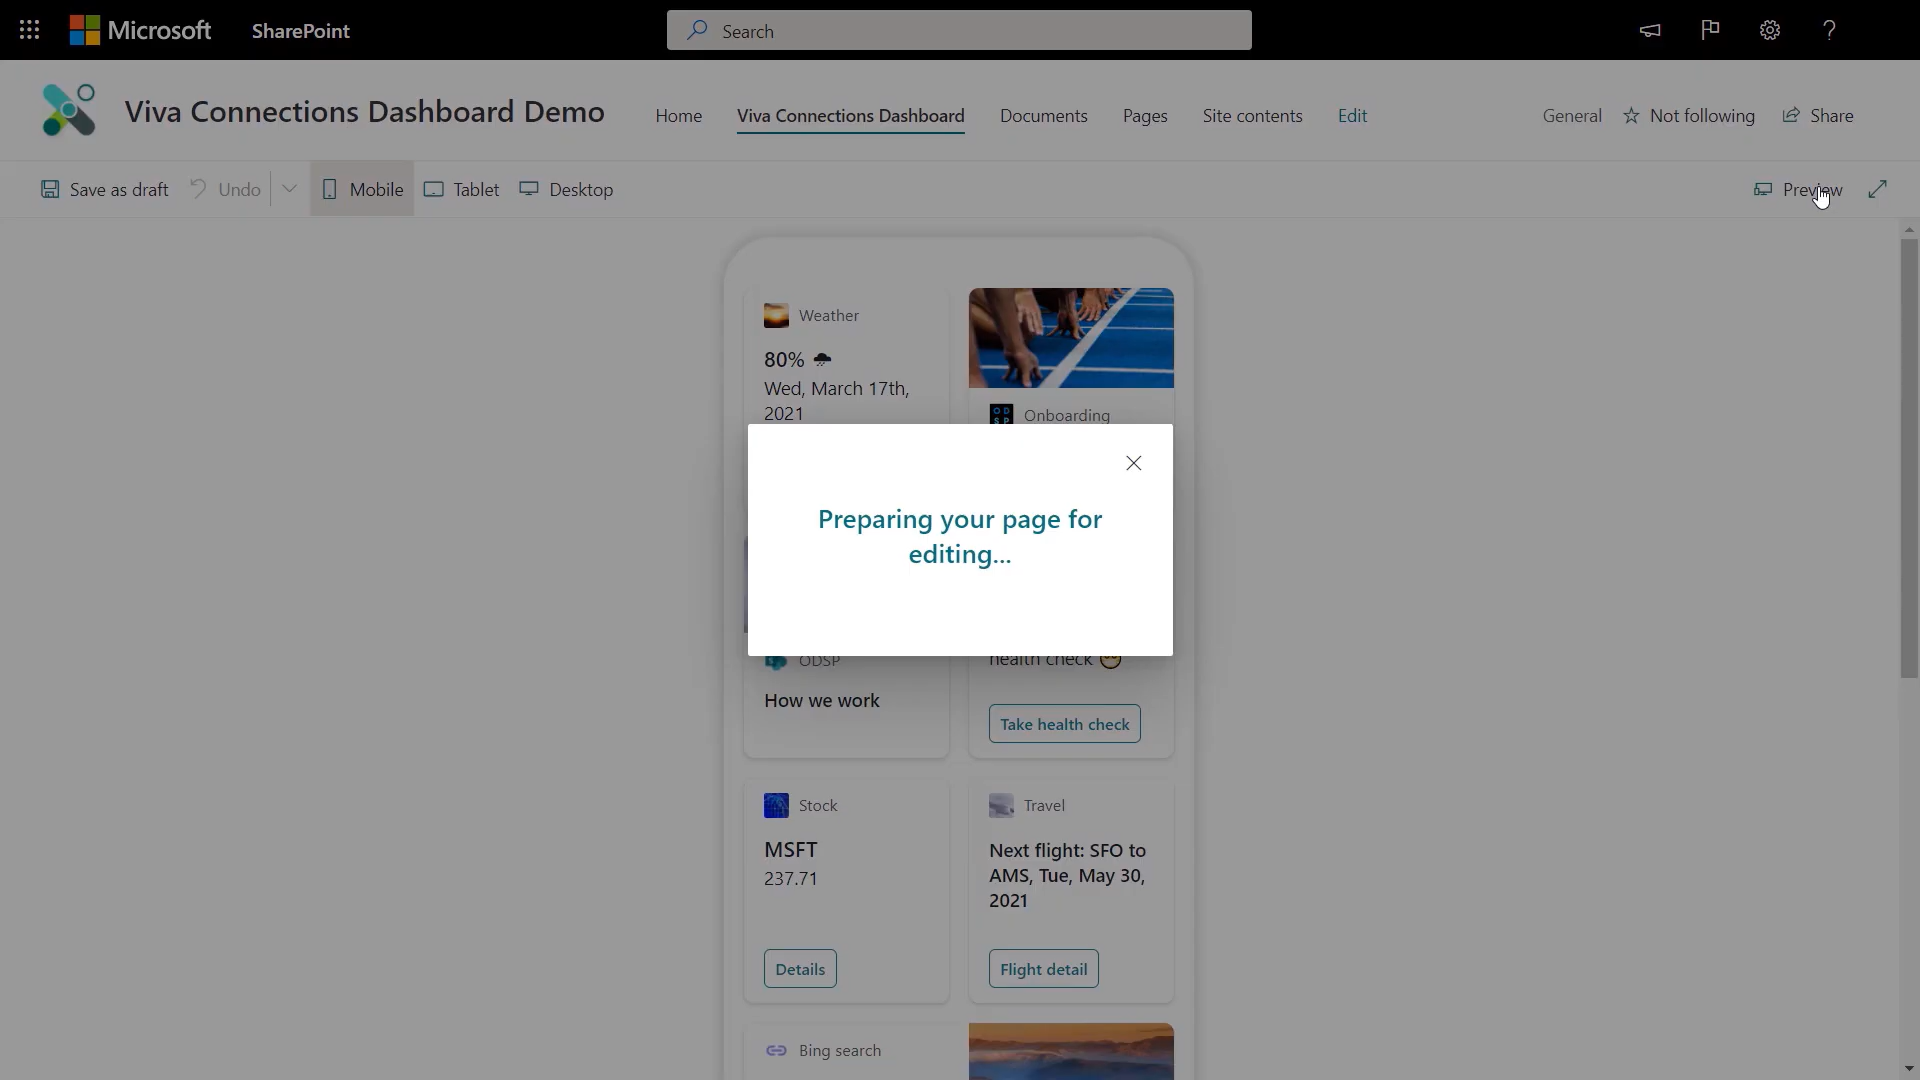 Microsoft SharePoint Search
Viva Connections Dashboard Demo Home Viva Connections Dashboard Documents Pages Site contents Edit General Not following Share
Save as draft Undo Mobile Tablet Desktop Preview
Weather
80%
Wed, March 17th,
2021
Onboarding
Preparing your page for
editing...
ODSP
How we work
health check
Take health check
Stock
MSFT
237.71
Details
Travel
Next flight: SFO to
AMS, Tue, May 30,
2021
Flight detail
Bing search